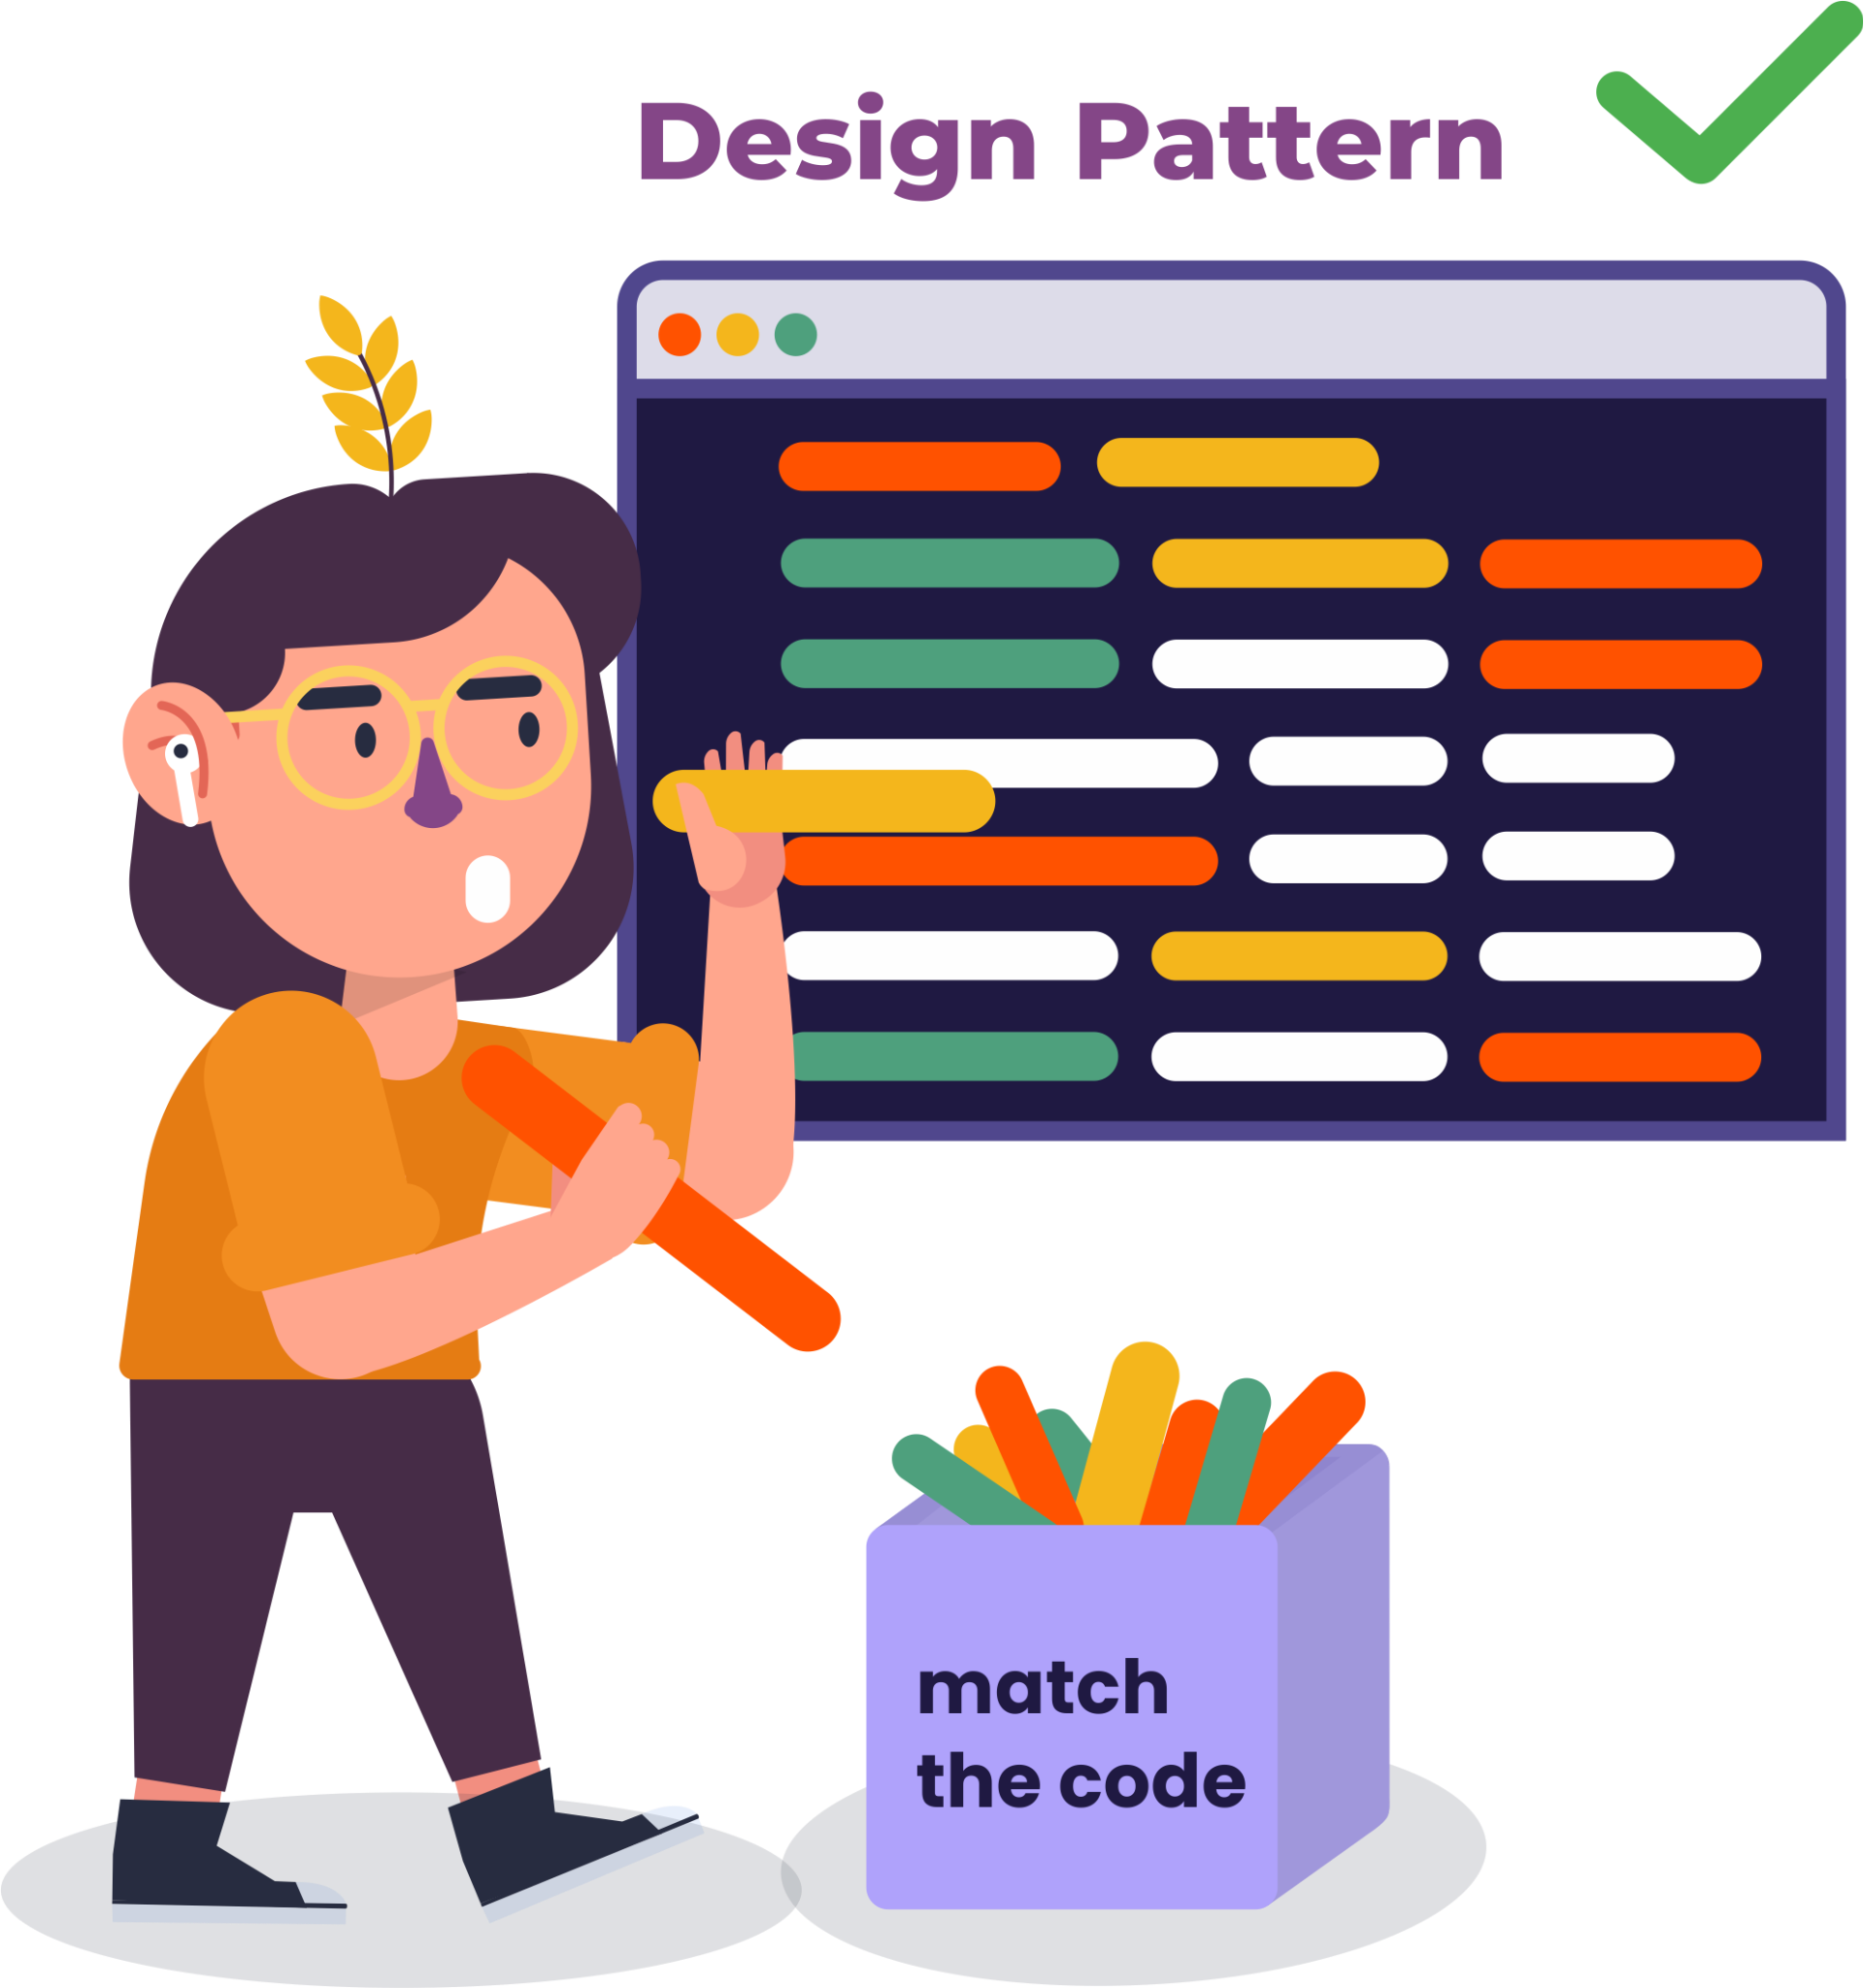 Design Pattern
match
the code